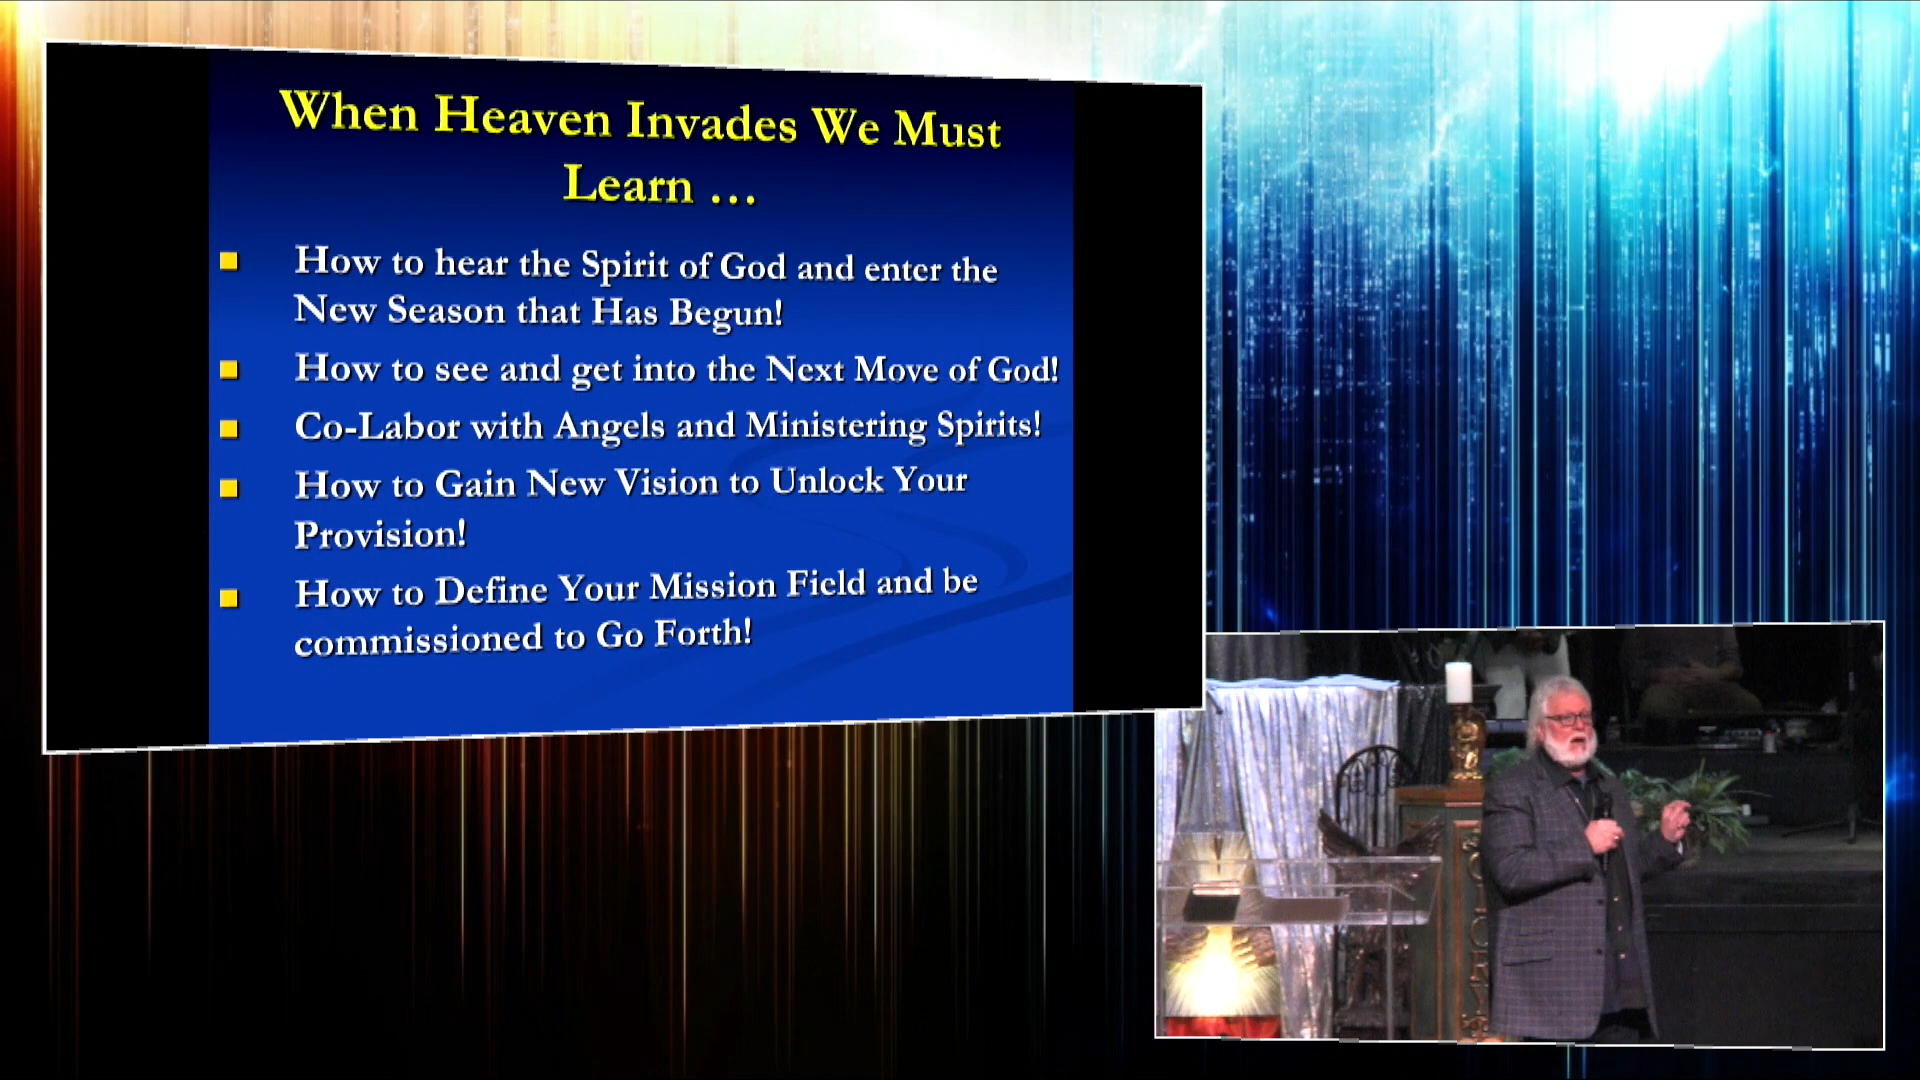 When Heaven Invades We Must
Learn …
How to hear the Spirit of God and enter the
New Season that Has Begun!
How to see and get into the Next Move of God!
Co-Labor with Angels and Ministering Spirits!
How to Gain New Vision to Unlock Your
Provision!
How to Define Your Mission Field and be
commissioned to Go Forth!